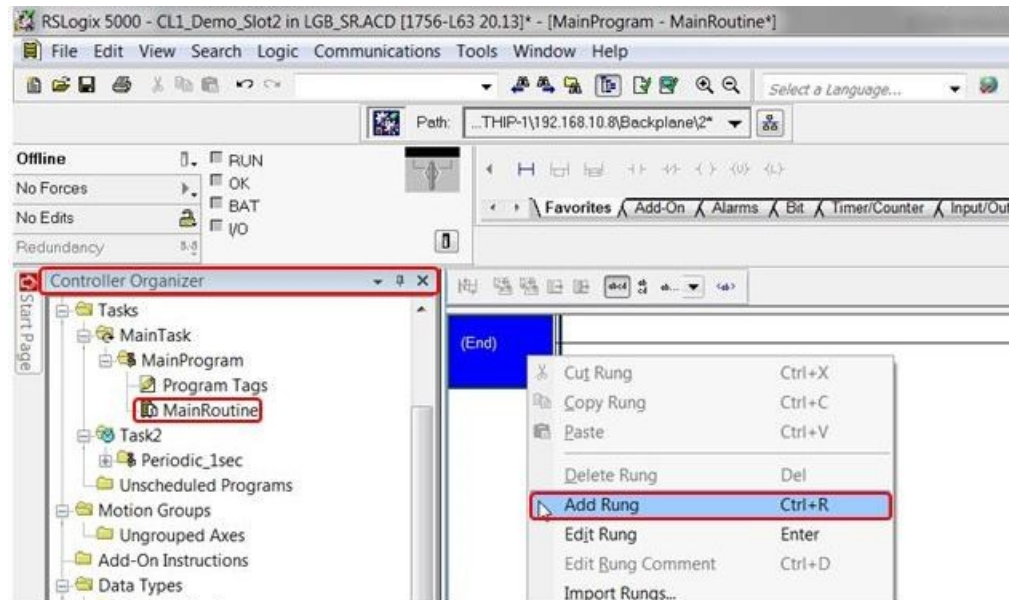 RSLogix 5000 - CL1_Demo_Slot2 in LGB_SR.ACD [1756-L63 20.13]* - [MainProgram - MainRoutine*]
File Edit View Search Logic Communications Tools Window Help
Select a Language...
Path: ...THIP-1\192.168.10.8\Backplane\2*
Offline
RUN
No Forces
OK
No Edits
BAT
Redundancy
I/O
Favorites Add-On Alarms Bit Timer/Counter Input/Out
Controller Organizer
Start Page
Tasks
MainTask
MainProgram
Program Tags
MainRoutine
Task2
Periodic_1sec
Unscheduled Programs
Motion Groups
Ungrouped Axes
Add-On Instructions
Data Types
(End)
Cut Rung Ctrl+X
Copy Rung Ctrl+C
Paste Ctrl+V
Delete Rung Del
Add Rung Ctrl+R
Edit Rung Enter
Edit Rung Comment Ctrl+D
Import Rungs...